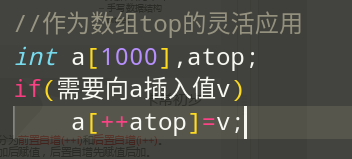 //作为数组top的灵活应用
int a[1000],atop;
if(需要向a插入值v)
    a[++atop]=v;